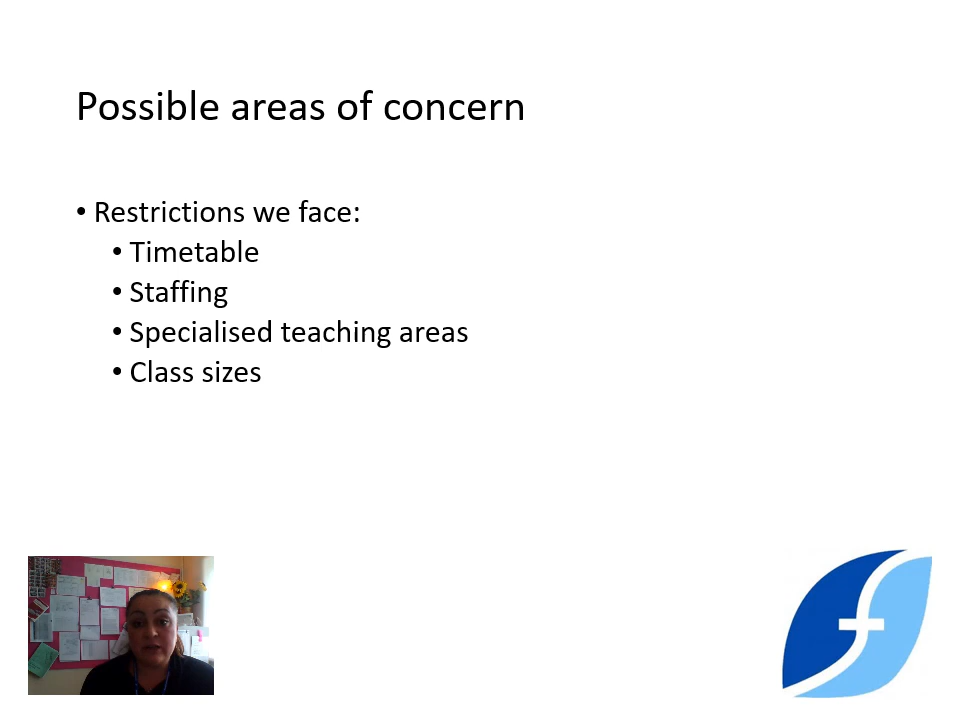 Possible areas of concern
• Restrictions we face:
• Timetable
• Staffing
• Specialised teaching areas
• Class sizes